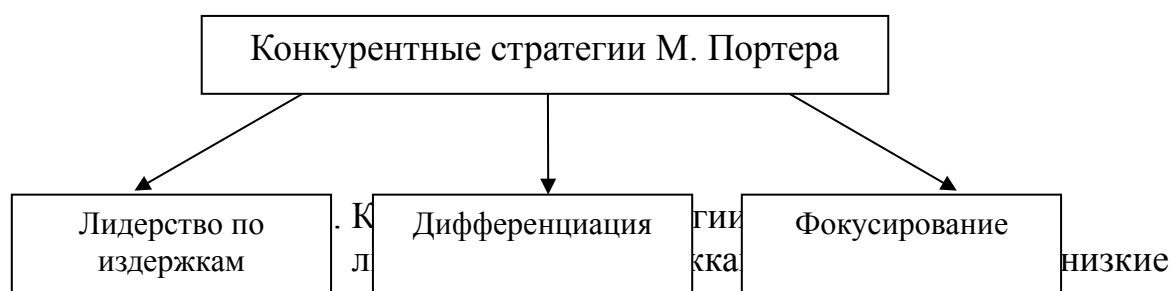 Конкурентные стратегии М. Портера
Лидерство по
издержкам
Дифференциация
Фокусирование
низкие